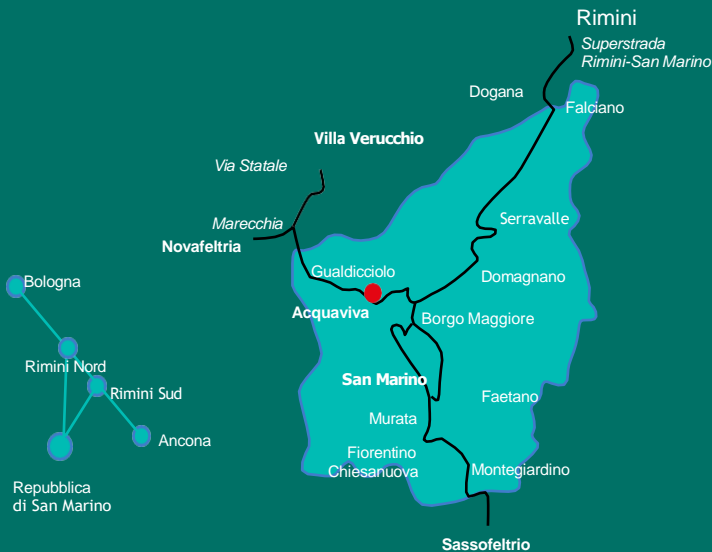 Rimini
Superstrada
Rimini-San Marino
Dogana
Falciano
Villa Verucchio
Via Statale
Marecchia
Serravalle
Novafeltria
Gualdicciolo
Domagnano
Bologna
Acquaviva
Borgo Maggiore
Rimini Nord
San Marino
Rimini Sud
Faetano
Murata
Ancona
Fiorentino
Chiesanuova
Montegiardino
Repubblica
di San Marino
Sassofeltrio